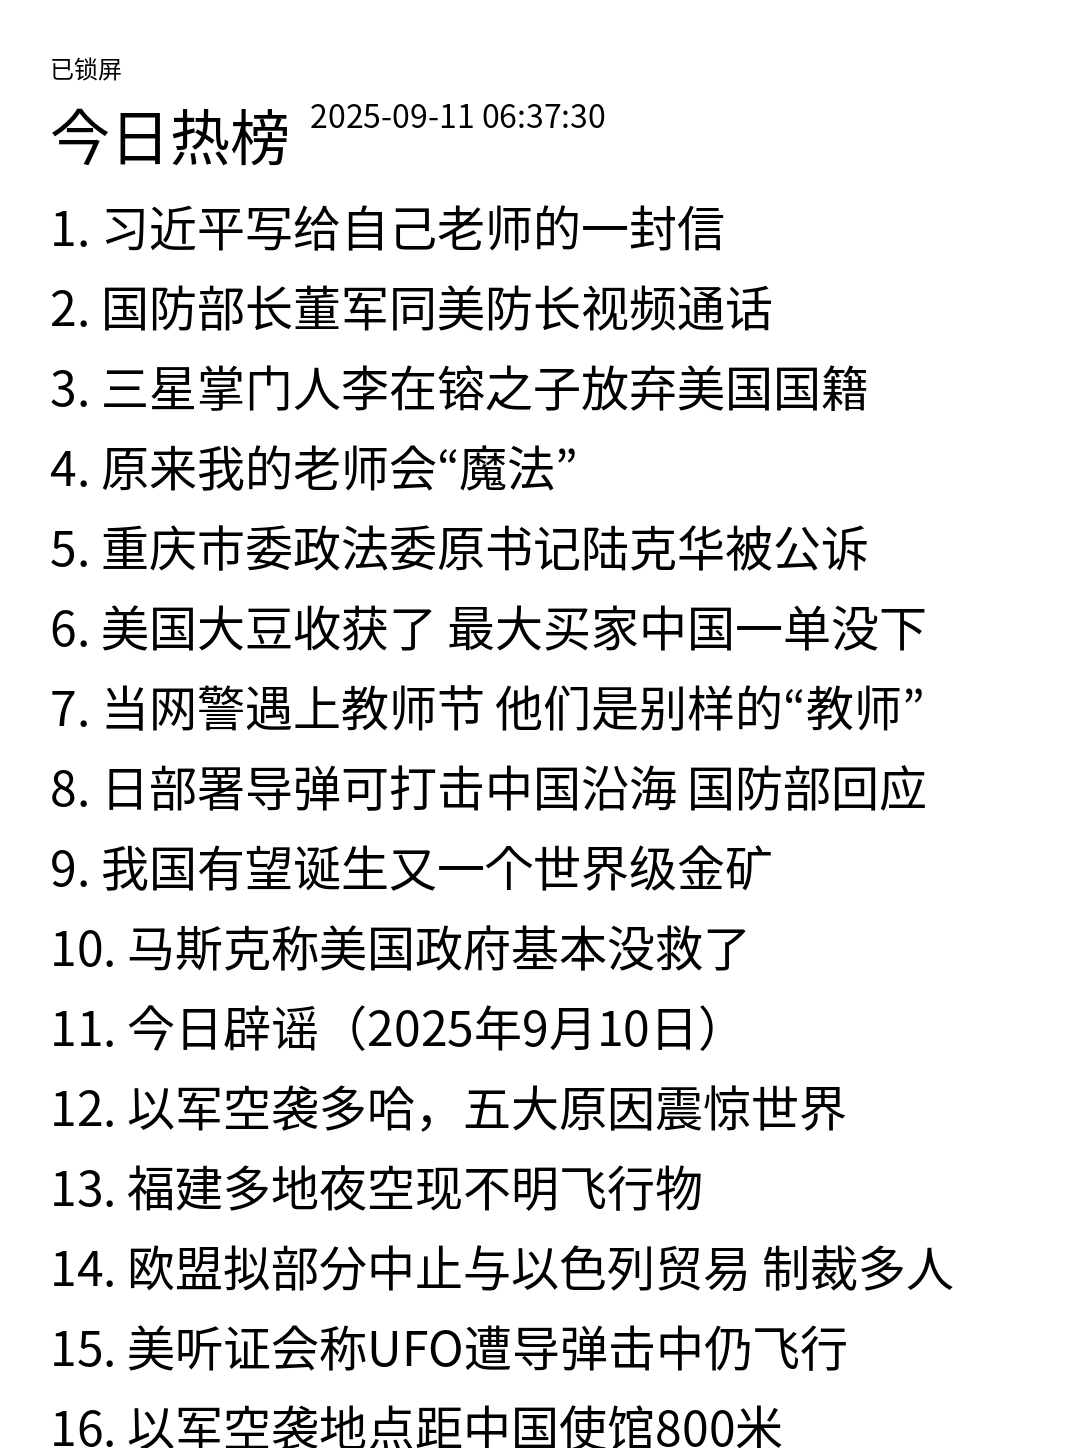 已锁屏
今日热榜 2025-09-11 06:37:30
1. 习近平写给自己老师的一封信
2. 国防部长董军同美防长视频通话
3. 三星掌门人李在镕之子放弃美国国籍
4. 原来我的老师会“魔法”
5. 重庆市委政法委原书记陆克华被公诉
6. 美国大豆收获了 最大买家中国一单没下
7. 当网警遇上教师节 他们是别样的“教师”
8. 日部署导弹可打击中国沿海 国防部回应
9. 我国有望诞生又一个世界级金矿
10. 马斯克称美国政府基本没救了
11. 今日辟谣（2025年9月10日）
12. 以军空袭多哈，五大原因震惊世界
13. 福建多地夜空现不明飞行物
14. 欧盟拟部分中止与以色列贸易 制裁多人
15. 美听证会称UFO遭导弹击中仍飞行
16. 以军空袭地点距中国使馆800米